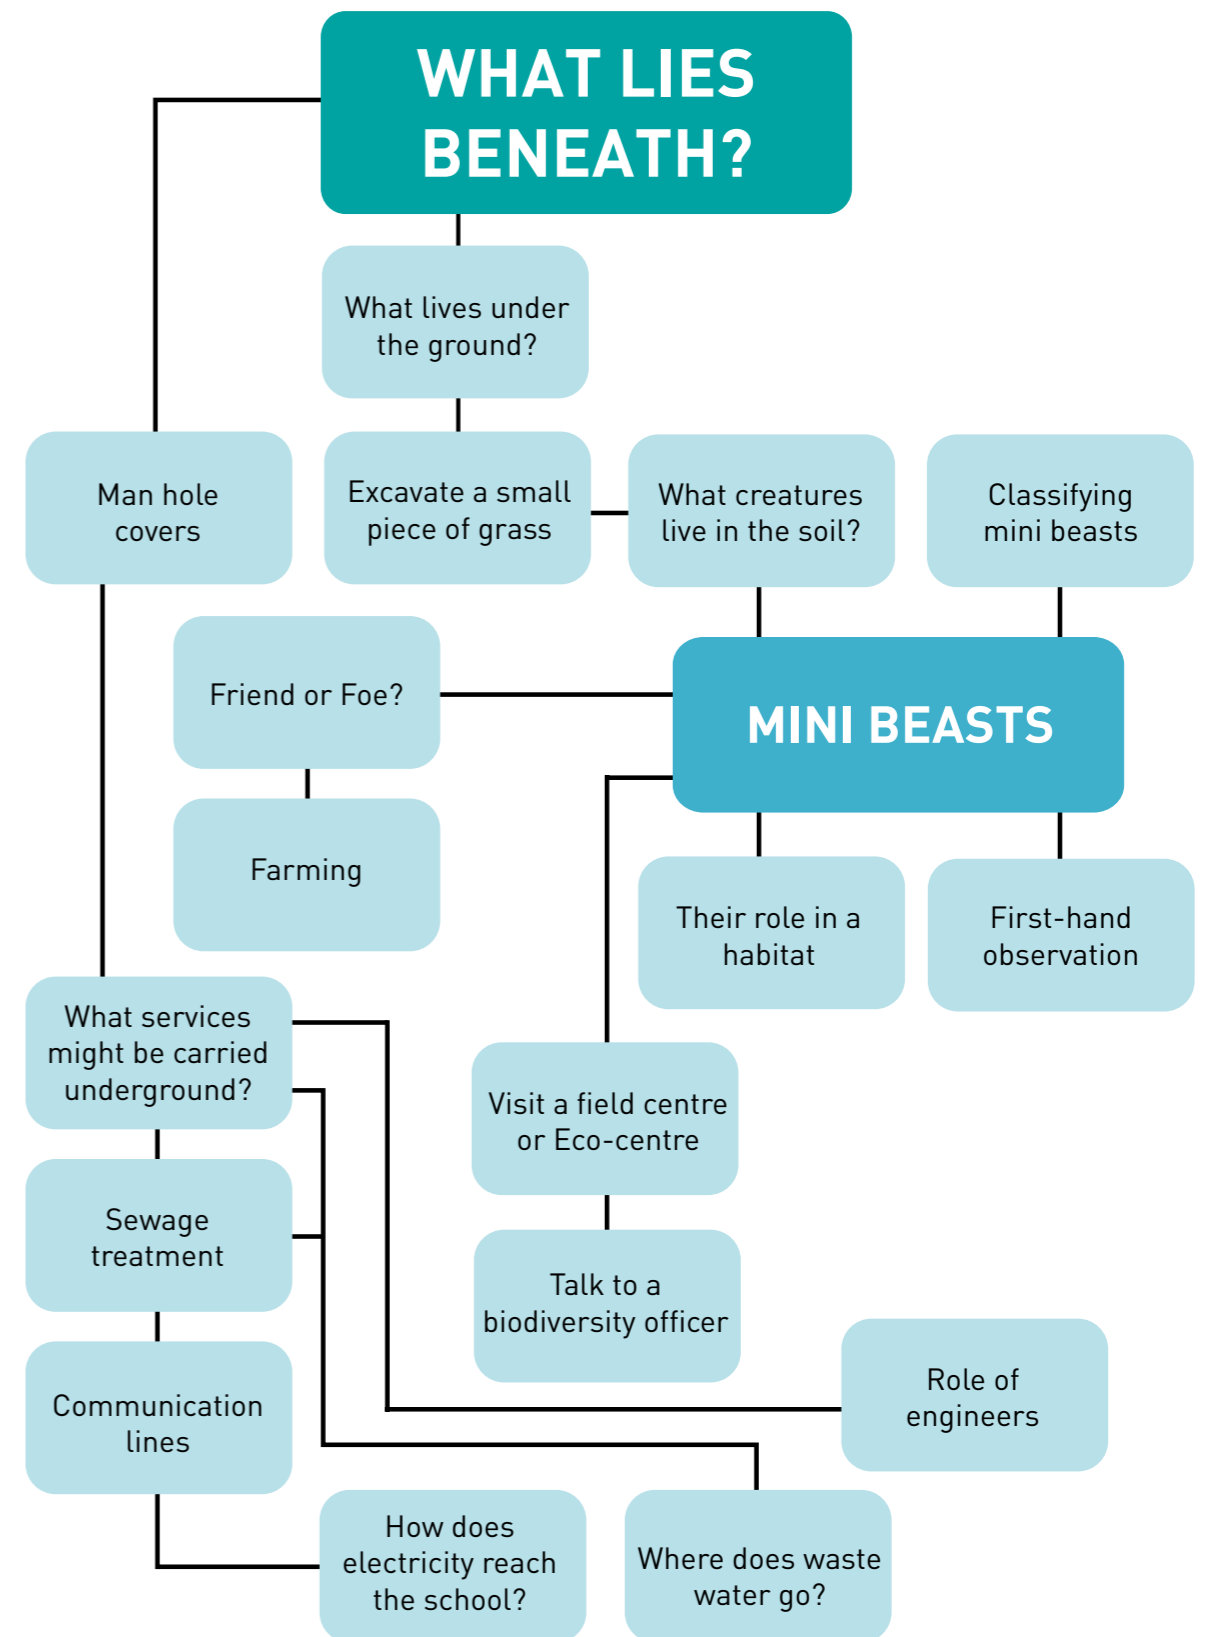 WHAT LIES
BENEATH?
What lives under
the ground?
Man hole
covers
Excavate a small
piece of grass
What creatures
live in the soil?
Classifying
mini beasts
Friend or Foe?
MINI BEASTS
Farming
Their role in a
habitat
First-hand
observation
What services
might be carried
underground?
Visit a field centre
or Eco-centre
Sewage
treatment
Talk to a
biodiversity officer
Role of
engineers
Communication
lines
How does
electricity reach
the school?
Where does waste
water go?